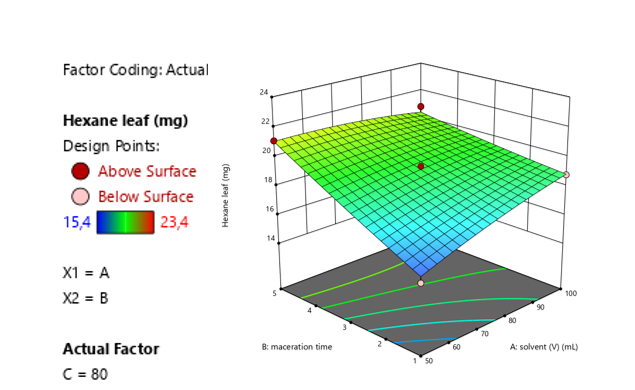 Factor Coding: Actual
Hexane leaf (mg)
Design Points:
Above Surface
Below Surface
15,4 23,4
X1 = A
X2 = B
Actual Factor
C = 80
24
22
20
18
16
14
Hexane leaf (mg)
5
4
3
2
1
B: maceration time
50
60
70
80
90
100
A: solvent (V) (mL)